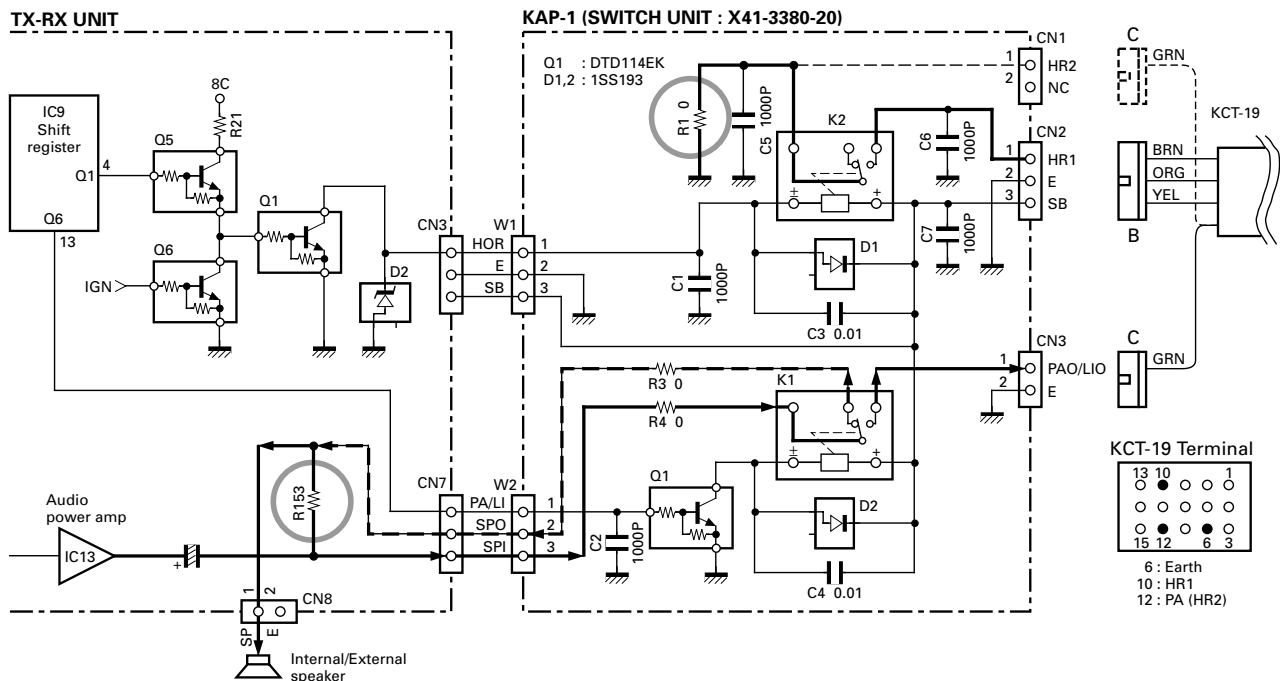 TX-RX UNIT
KAP-1 (SWITCH UNIT : X41-3380-20)
Q1 : DTD114EK
D1,2 : 1SS193
IC9
Shift
register
Q1
4
Q6
13
8C
R21
Q5
Q6
IGN
Q1
D2
CN3
HOR
E
SB
W1
1
2
3
R1 0
C5 1000P
K2
± +
C6 1000P
C1 1000P
D1
C3 0.01
C7 1000P
CN1
1 HR2
2 NC
CN2
1 HR1
2 E
3 SB
C
GRN
KCT-19
BRN
ORG
YEL
B
R3 0
R4 0
K1
± +
CN3
1 PAO/LIO
2 E
C
GRN
R153
CN7
PA/LI
SPO
SPI
W2
1
2
3
C2 1000P
Q1
D2
C4 0.01
Audio
power amp
IC13
+
1 2
CN8
SP E
Internal/External
speaker
KCT-19 Terminal
13 10 1
15 12 6 3
6 : Earth
10 : HR1
12 : PA (HR2)